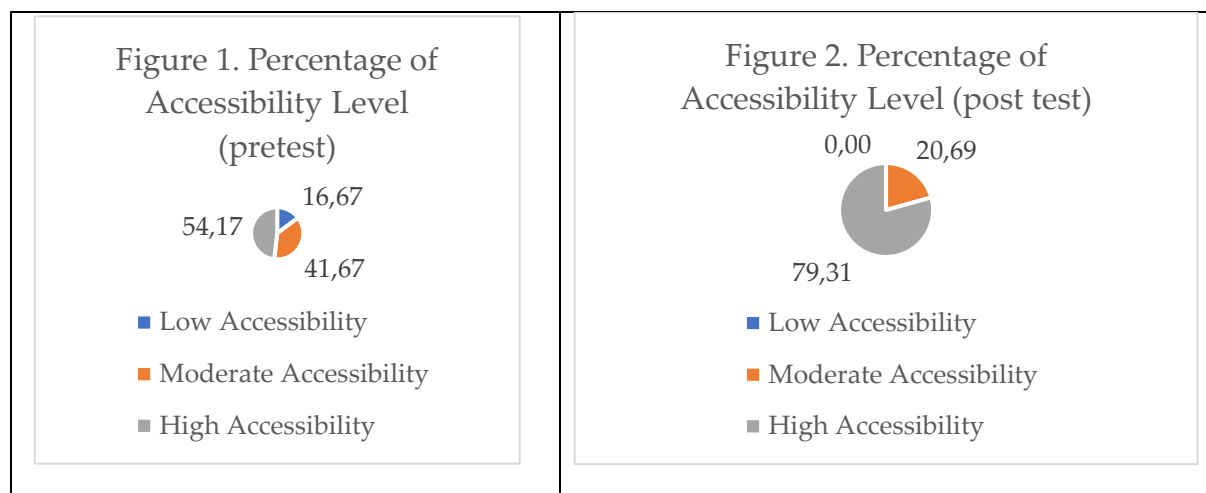 Figure 1. Percentage of
Accessibility Level
(pretest)
16,67
54,17
41,67
Low Accessibility
Moderate Accessibility
High Accessibility
Figure 2. Percentage of
Accessibility Level (post test)
0,00
20,69
79,31
Low Accessibility
Moderate Accessibility
High Accessibility